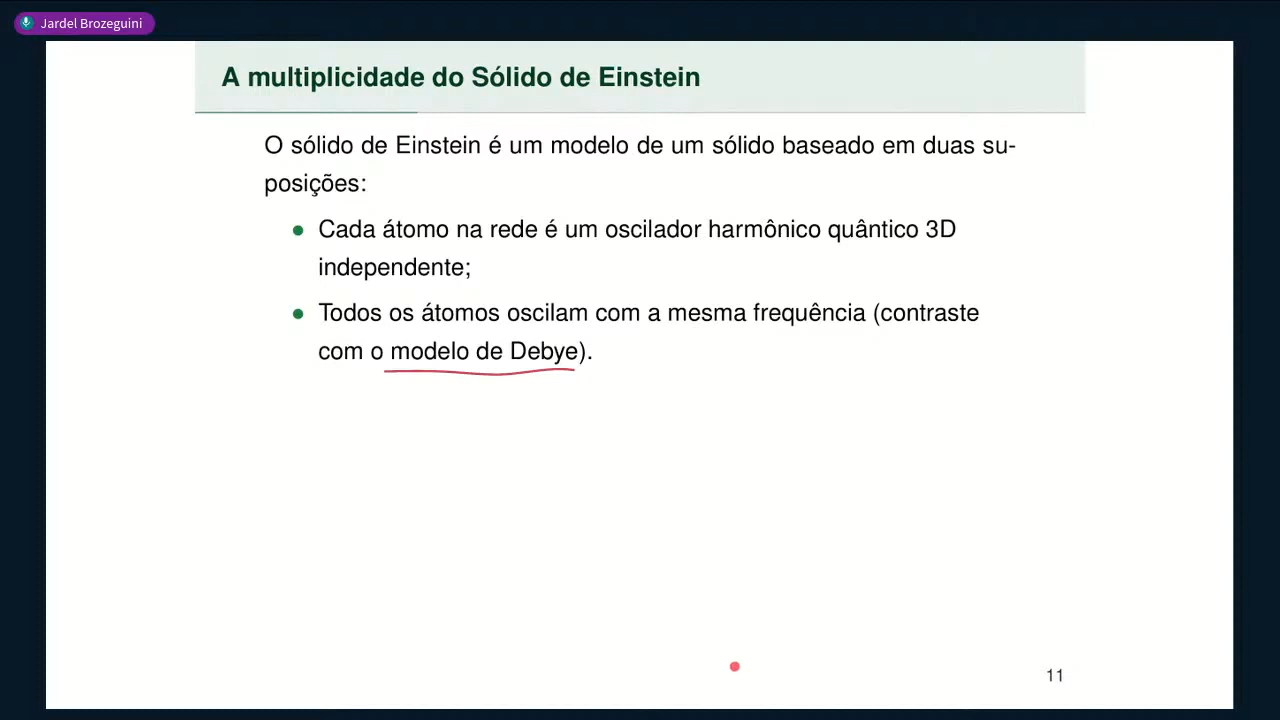 Jardel Brozeguini
A multiplicidade do Sólido de Einstein
O sólido de Einstein é um modelo de um sólido baseado em duas su-
posições:
Cada átomo na rede é um oscilador harmônico quântico 3D
independente;
Todos os átomos oscilam com a mesma frequência (contraste
com o modelo de Debye).
11